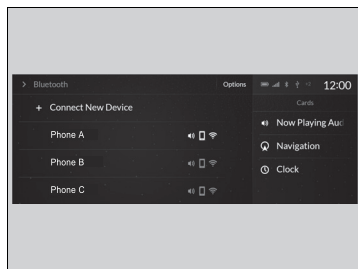 Bluetooth
Options
12:00
Connect New Device
Phone A
Phone B
Phone C
Cards
Now Playing Aud
Navigation
Clock